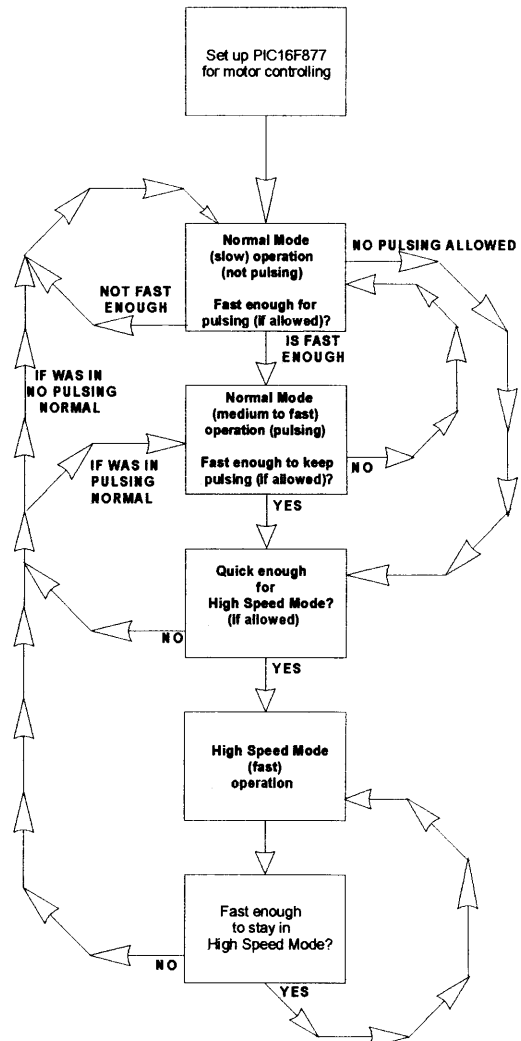 Set up PIC16F877
for motor controlling
Normal Mode
(slow) operation
(not pulsing)
Fast enough for
pulsing (if allowed)?
NO PULSING ALLOWED
NOT FAST
ENOUGH
IS FAST
ENOUGH
IF WAS IN
NO PULSING
NORMAL
Normal Mode
(medium to fast)
operation (pulsing)
Fast enough to keep
pulsing (if allowed)?
IF WAS IN
PULSING
NORMAL
NO
YES
Quick enough
for
High Speed Mode?
(if allowed)
NO
YES
High Speed Mode
(fast)
operation
Fast enough
to stay in
High Speed Mode?
NO
YES